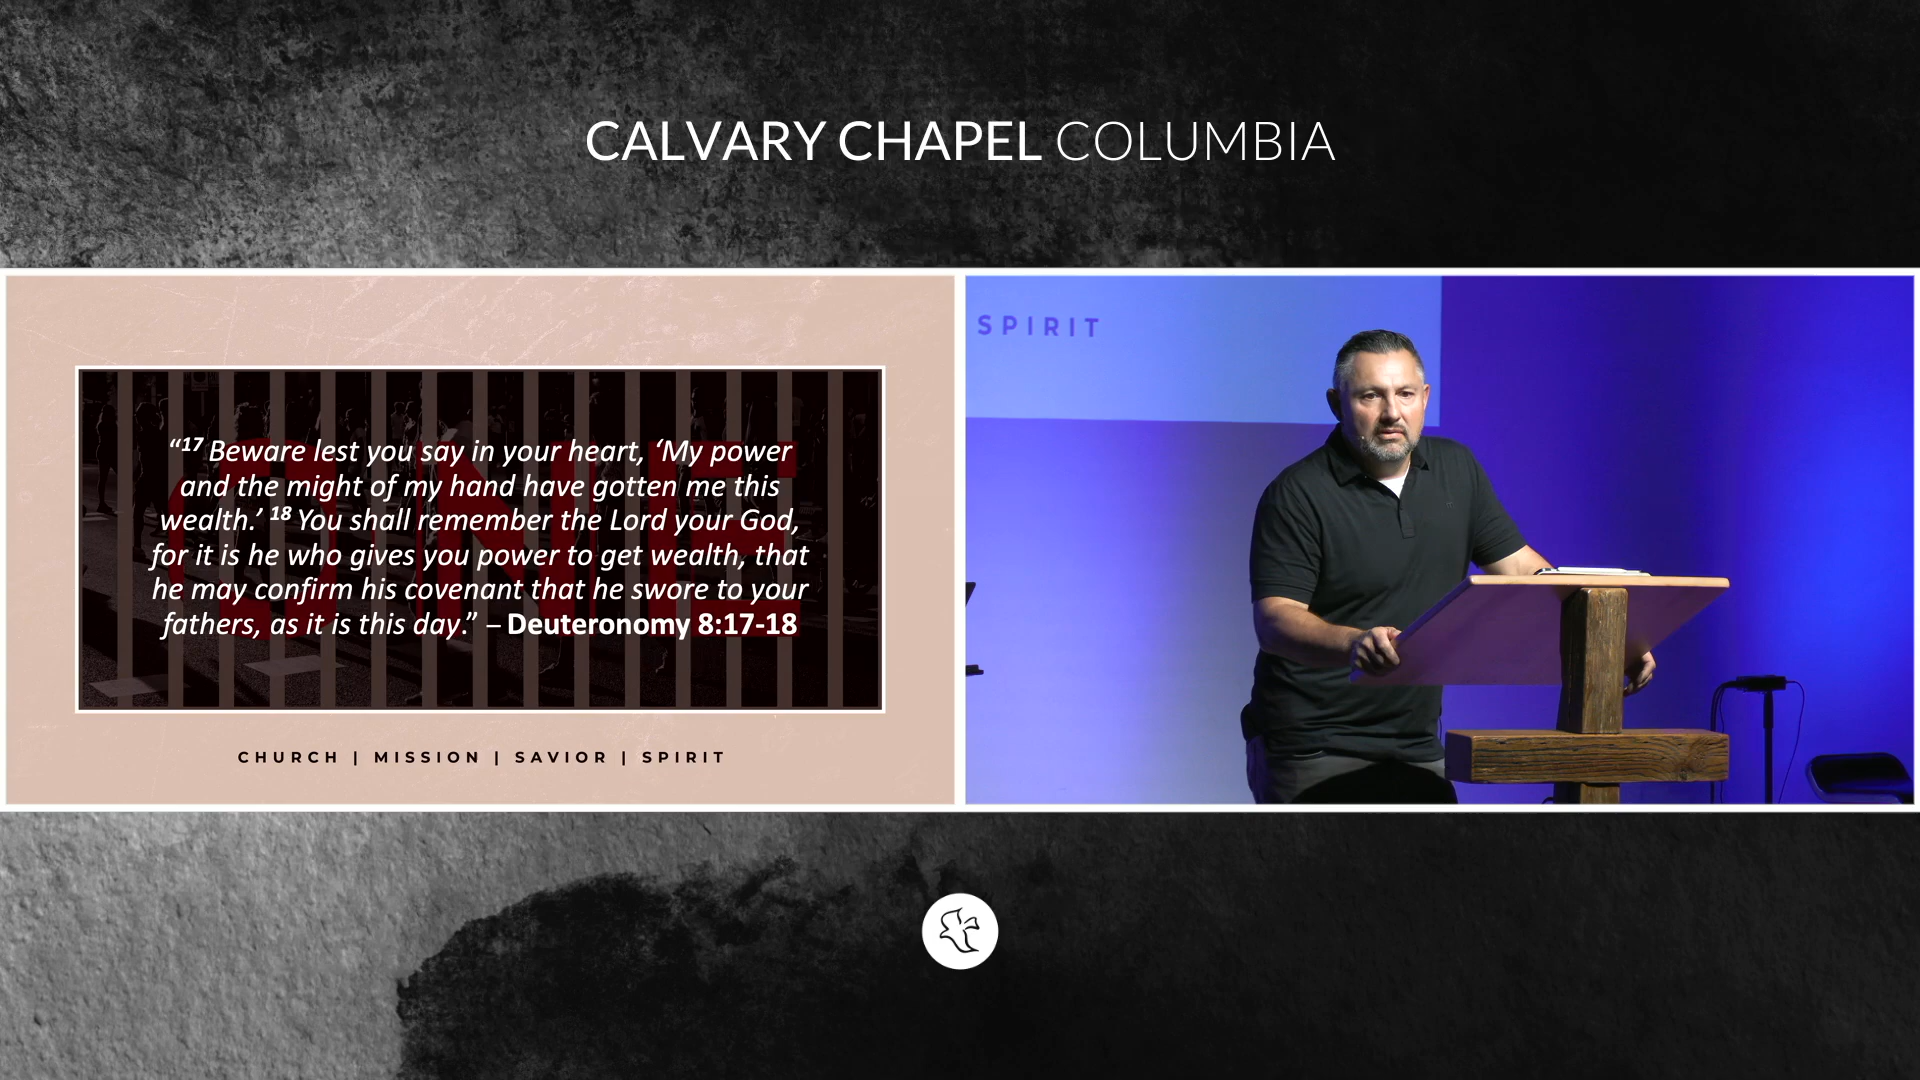 CALVARY CHAPEL COLUMBIA
“17 Beware lest you say in your heart, ‘My power
and the might of my hand have gotten me this
wealth.’ 18 You shall remember the Lord your God,
for it is he who gives you power to get wealth, that
he may confirm his covenant that he swore to your
fathers, as it is this day.” – Deuteronomy 8:17-18
ONE
CHURCH | MISSION | SAVIOR | SPIRIT
SPIRIT